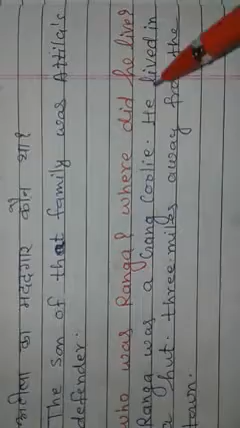 अतीला का मददगार कौन था?
The son of that family was Attila's
defender.
who was Ranga? where did he live?
Ranga was a Gang Coolie. He lived in
a hut three miles away from the
town.